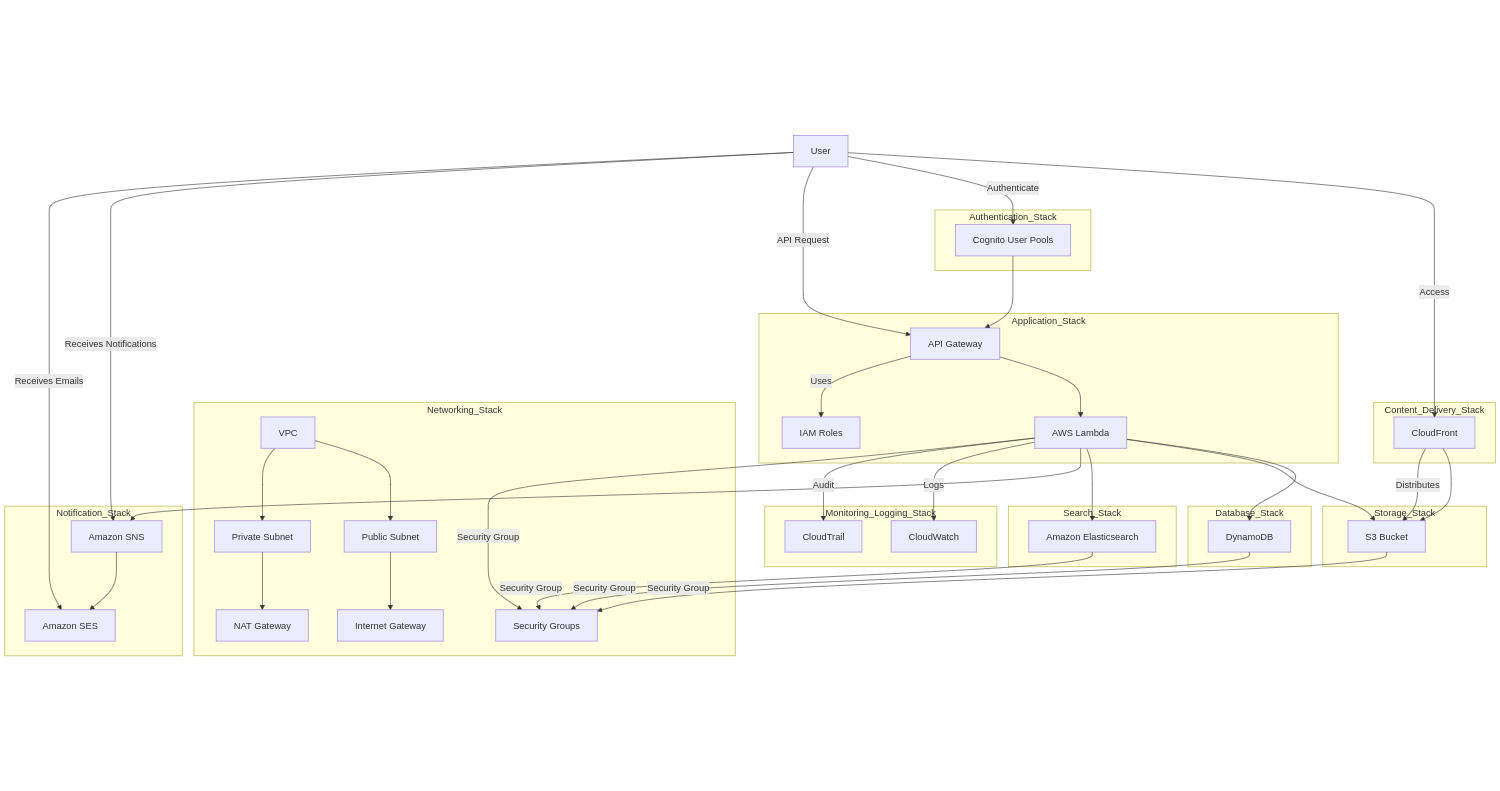 User
Authenticate
Authentication_Stack
Cognito User Pools
API Request
Access
Application_Stack
API Gateway
Receives Notifications
Receives Emails
Uses
Networking_Stack
VPC
IAM Roles
AWS Lambda
Content_Delivery_Stack
CloudFront
Audit
Logs
Distributes
Notification_Stack
Amazon SNS
Private Subnet
Public Subnet
Security Group
Monitoring_Logging_Stack
CloudTrail
CloudWatch
Search_Stack
Amazon Elasticsearch
Database_Stack
DynamoDB
Storage_Stack
S3 Bucket
Security Group
Security Group
Security Group
Amazon SES
NAT Gateway
Internet Gateway
Security Groups